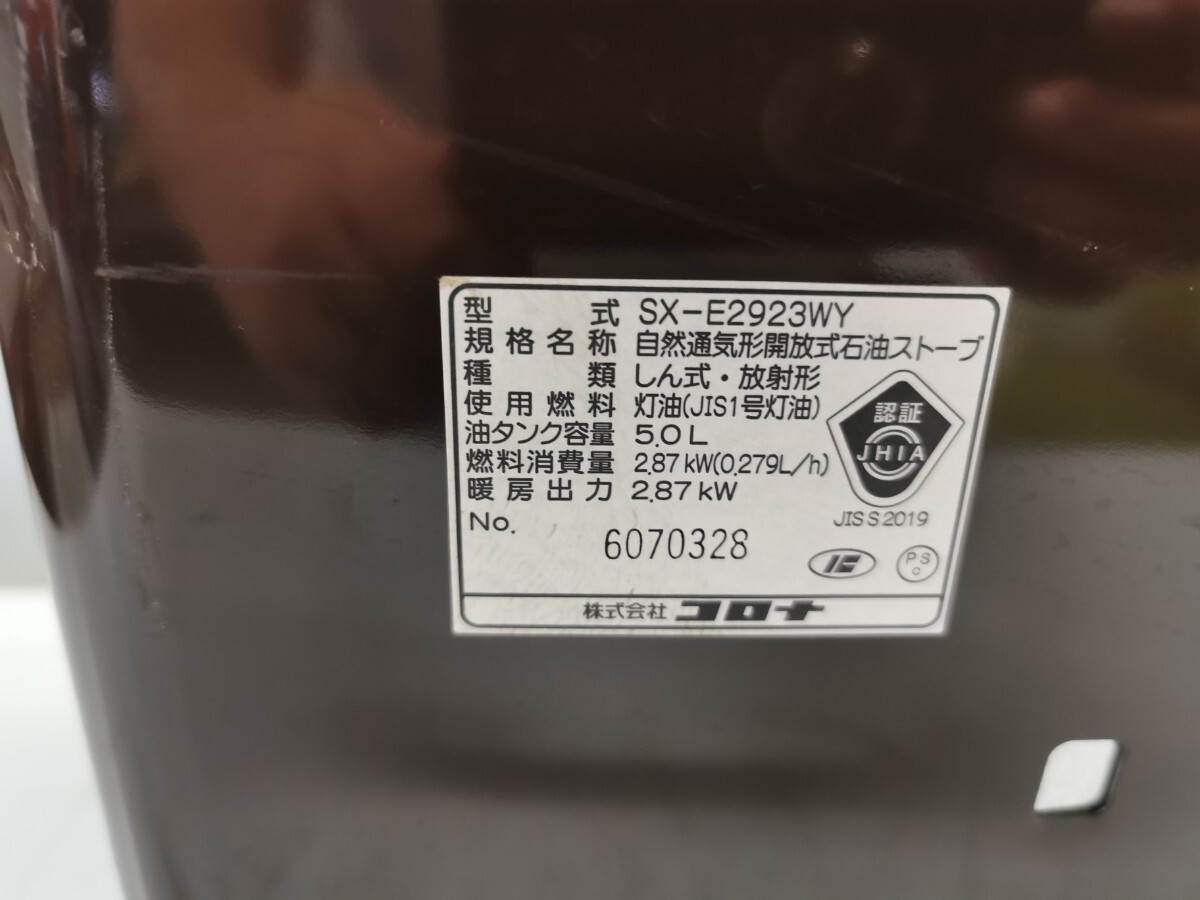 型式 SX-E2923WY
規格名称 自然通気形開放式石油ストーブ
種類 しん式・放射形
使用燃料 灯油(JIS1号灯油)
油タンク容量 5.0L
燃料消費量 2.87kW(0.279L/h)
暖房出力 2.87kW
認証
JHIA
JIS S 2019
No. 6070328
PS
C
株式会社 コロナ